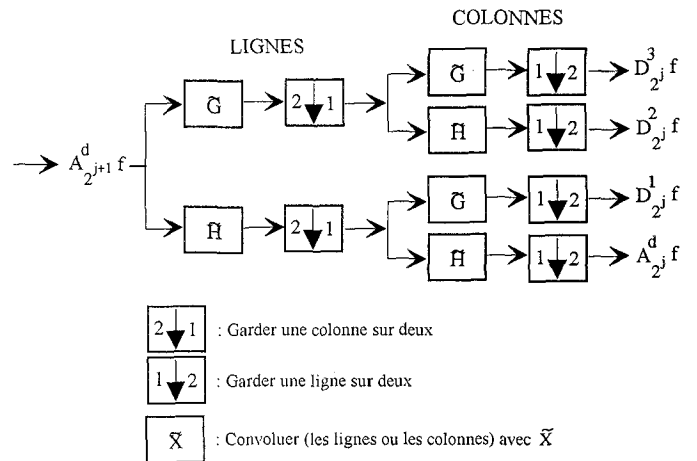 COLONNES
LIGNES
G̃ 2↓1 G̃ 1↓2 D³₂ʲ f
H̃ 1↓2 D²₂ʲ f
Aᵈ₂ʲ⁺¹ f
H̃ 2↓1 G̃ 1↓2 D¹₂ʲ f
H̃ 1↓2 Aᵈ₂ʲ f
2↓1 : Garder une colonne sur deux
1↓2 : Garder une ligne sur deux
X̃ : Convoluer (les lignes ou les colonnes) avec X̃